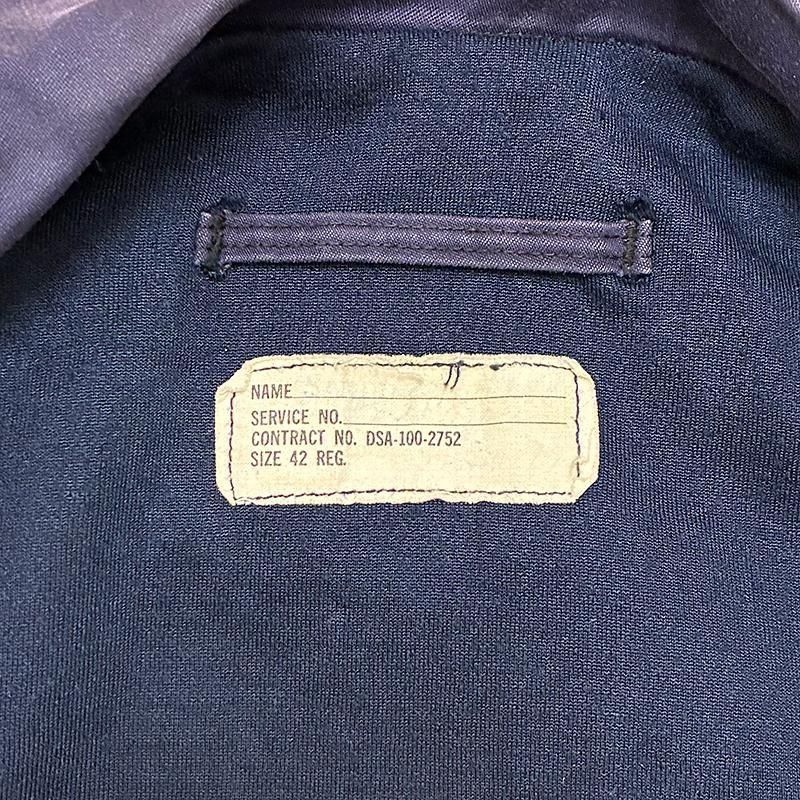 NAME
SERVICE NO.
CONTRACT NO. DSA-100-2752
SIZE 42 REG.